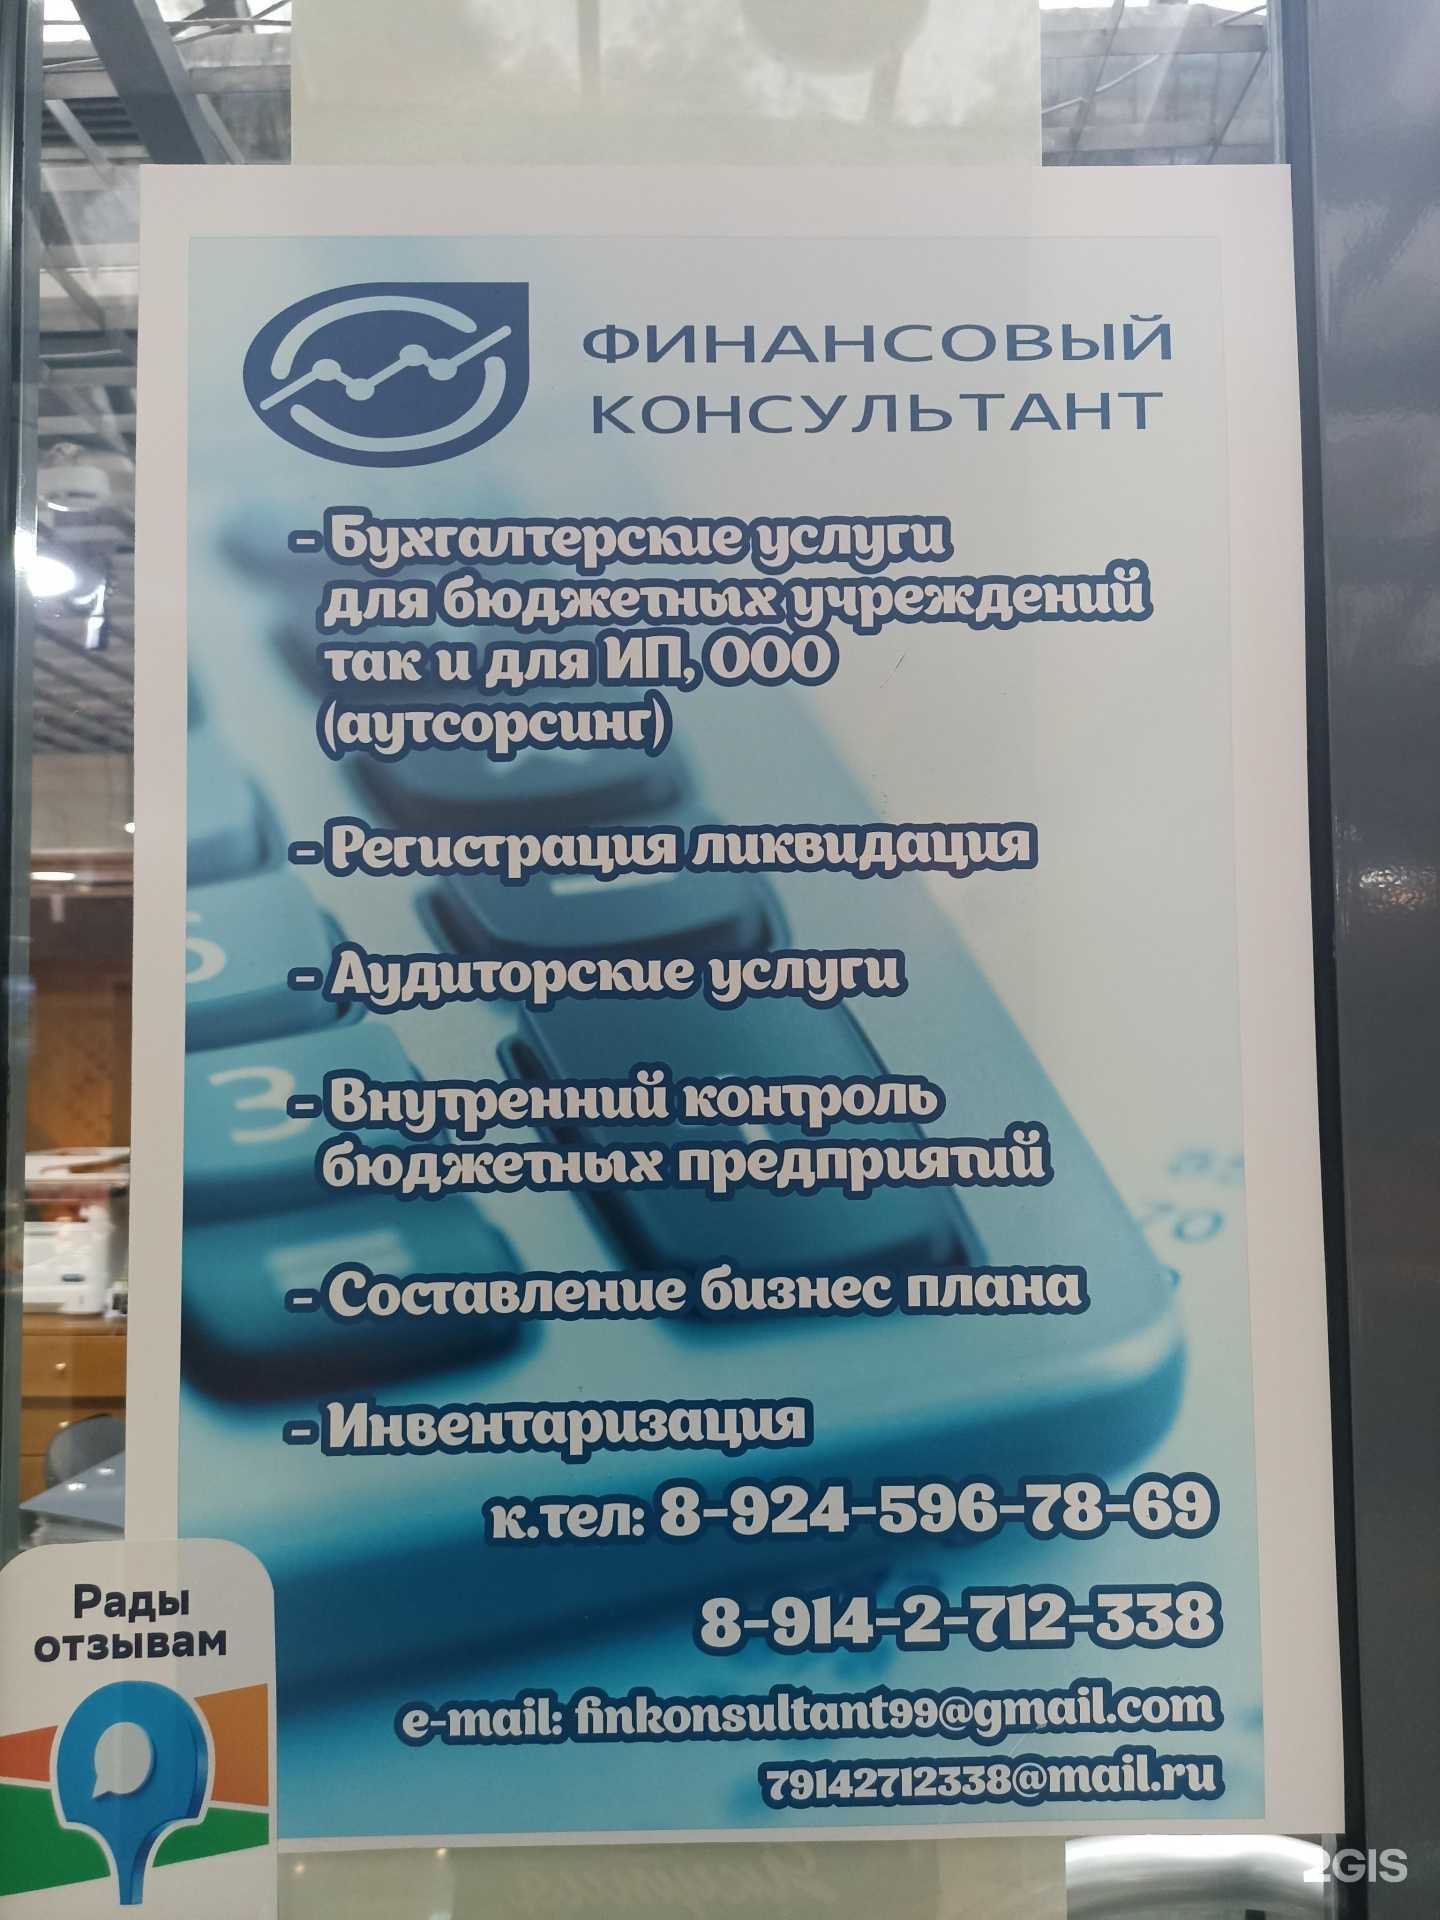 ФИНАНСОВЫЙ
КОНСУЛЬТАНТ
- Бухгалтерские услуги
для бюджетных учреждений
так и для ИП, ООО
(аутсорсинг)
- Регистрация ликвидация
- Аудиторские услуги
- Внутренний контроль
бюджетных предприятий
- Составление бизнес плана
- Инвентаризация
к.тел: 8-924-596-78-69
8-914-2-712-338
e-mail: finkonsultant99@gmail.com
79142712338@mail.ru
Рады
отзывам
2GIS